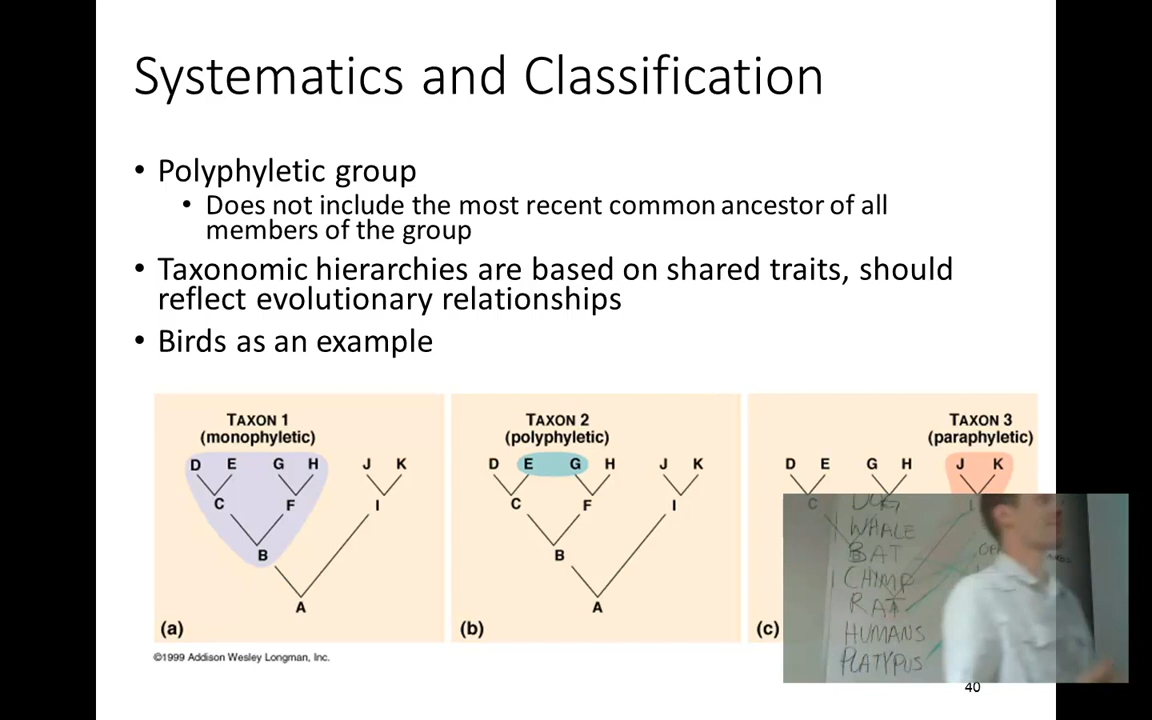 Systematics and Classification
• Polyphyletic group
• Does not include the most recent common ancestor of all
members of the group
• Taxonomic hierarchies are based on shared traits, should
reflect evolutionary relationships
• Birds as an example
TAXON 1
(monophyletic)
D E G H J K
C F I
B
A
(a)
TAXON 2
(polyphyletic)
D E G H J K
C F I
B
A
(b)
TAXON 3
(paraphyletic)
D E G H J K
C I
(c)
WHALE
BAT
CHIMP
RAT
HUMANS
PLATYPUS
©1999 Addison Wesley Longman, Inc.
40